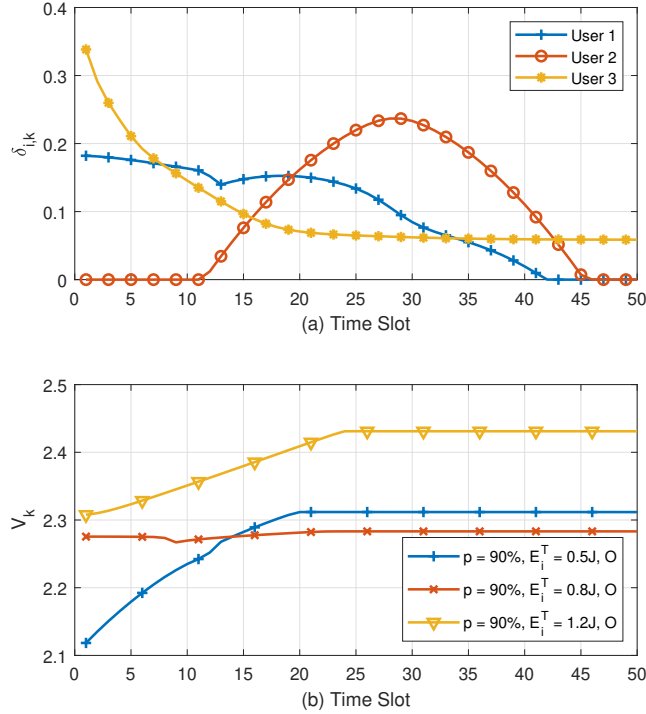 0.4
0.3
0.2
0.1
0
δi,k
User 1
User 2
User 3
0 5 10 15 20 25 30 35 40 45 50
(a) Time Slot
2.5
2.4
2.3
2.2
2.1
Vk
p = 90%, E_i^T = 0.5J, O
p = 90%, E_i^T = 0.8J, O
p = 90%, E_i^T = 1.2J, O
0 5 10 15 20 25 30 35 40 45 50
(b) Time Slot